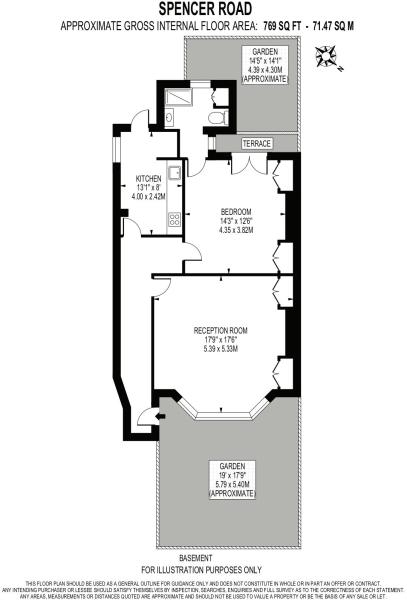 SPENCER ROAD
APPROXIMATE GROSS INTERNAL FLOOR AREA: 769 SQ FT - 71.47 SQ M
GARDEN
14'5" x 14'1"
4.39 x 4.30M
(APPROXIMATE)
N
TERRACE
KITCHEN
13'1" x 8'
4.00 x 2.42M
BEDROOM
14'3" x 12'6"
4.35 x 3.82M
RECEPTION ROOM
17'9" x 17'6"
5.39 x 5.33M
GARDEN
19' x 17'9"
5.79 x 5.40M
(APPROXIMATE)
BASEMENT
FOR ILLUSTRATION PURPOSES ONLY
THIS FLOOR PLAN SHOULD BE USED AS A GENERAL OUTLINE FOR GUIDANCE ONLY AND DOES NOT CONSTITUTE IN WHOLE OR IN PART AN OFFER OR CONTRACT.
ANY INTENDING PURCHASER OR LESSEE SHOULD SATISFY THEMSELVES BY INSPECTION, SEARCHES, ENQUIRIES AND FULL SURVEY AS TO THE CORRECTNESS OF EACH STATEMENT.
ANY AREAS, MEASUREMENTS OR DISTANCES QUOTED ARE APPROXIMATE AND SHOULD NOT BE USED TO VALUE A PROPERTY OR BE THE BASIS OF ANY SALE OR LET.